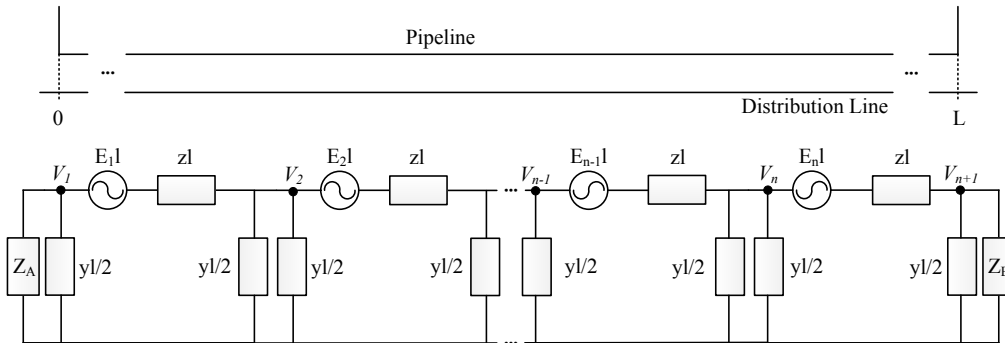 Pipeline
... ...
Distribution Line
0 L
E1l zl E2l zl En-1l zl Enl zl
V1 V2 ... Vn-1 Vn Vn+1
ZA yl/2 yl/2 yl/2 yl/2 yl/2 yl/2 yl/2 yl/2
...